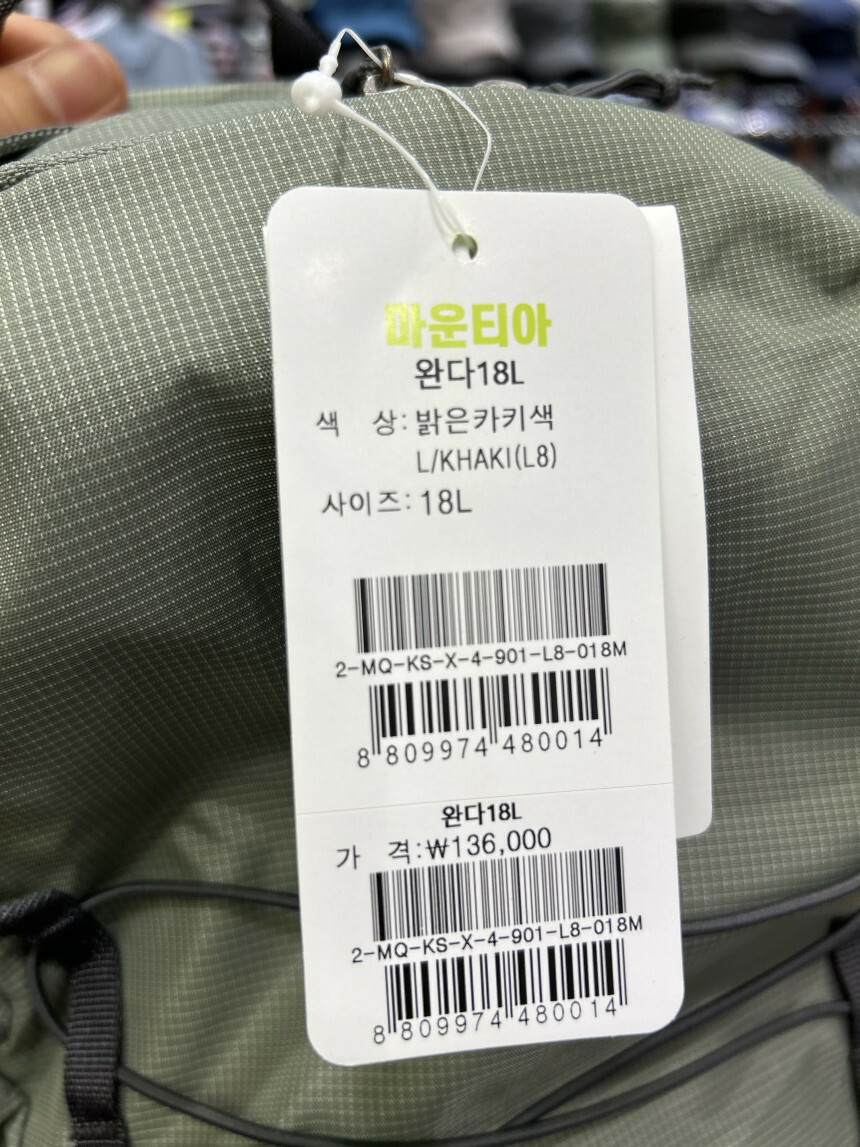 마운티아
완다18L
색 상: 밝은카키색
L/KHAKI(L8)
사이즈: 18L
2-MQ-KS-X-4-901-L8-018M
8 809974 480014
완다18L
가 격:₩136,000
2-MQ-KS-X-4-901-L8-018M
8 809974 480014